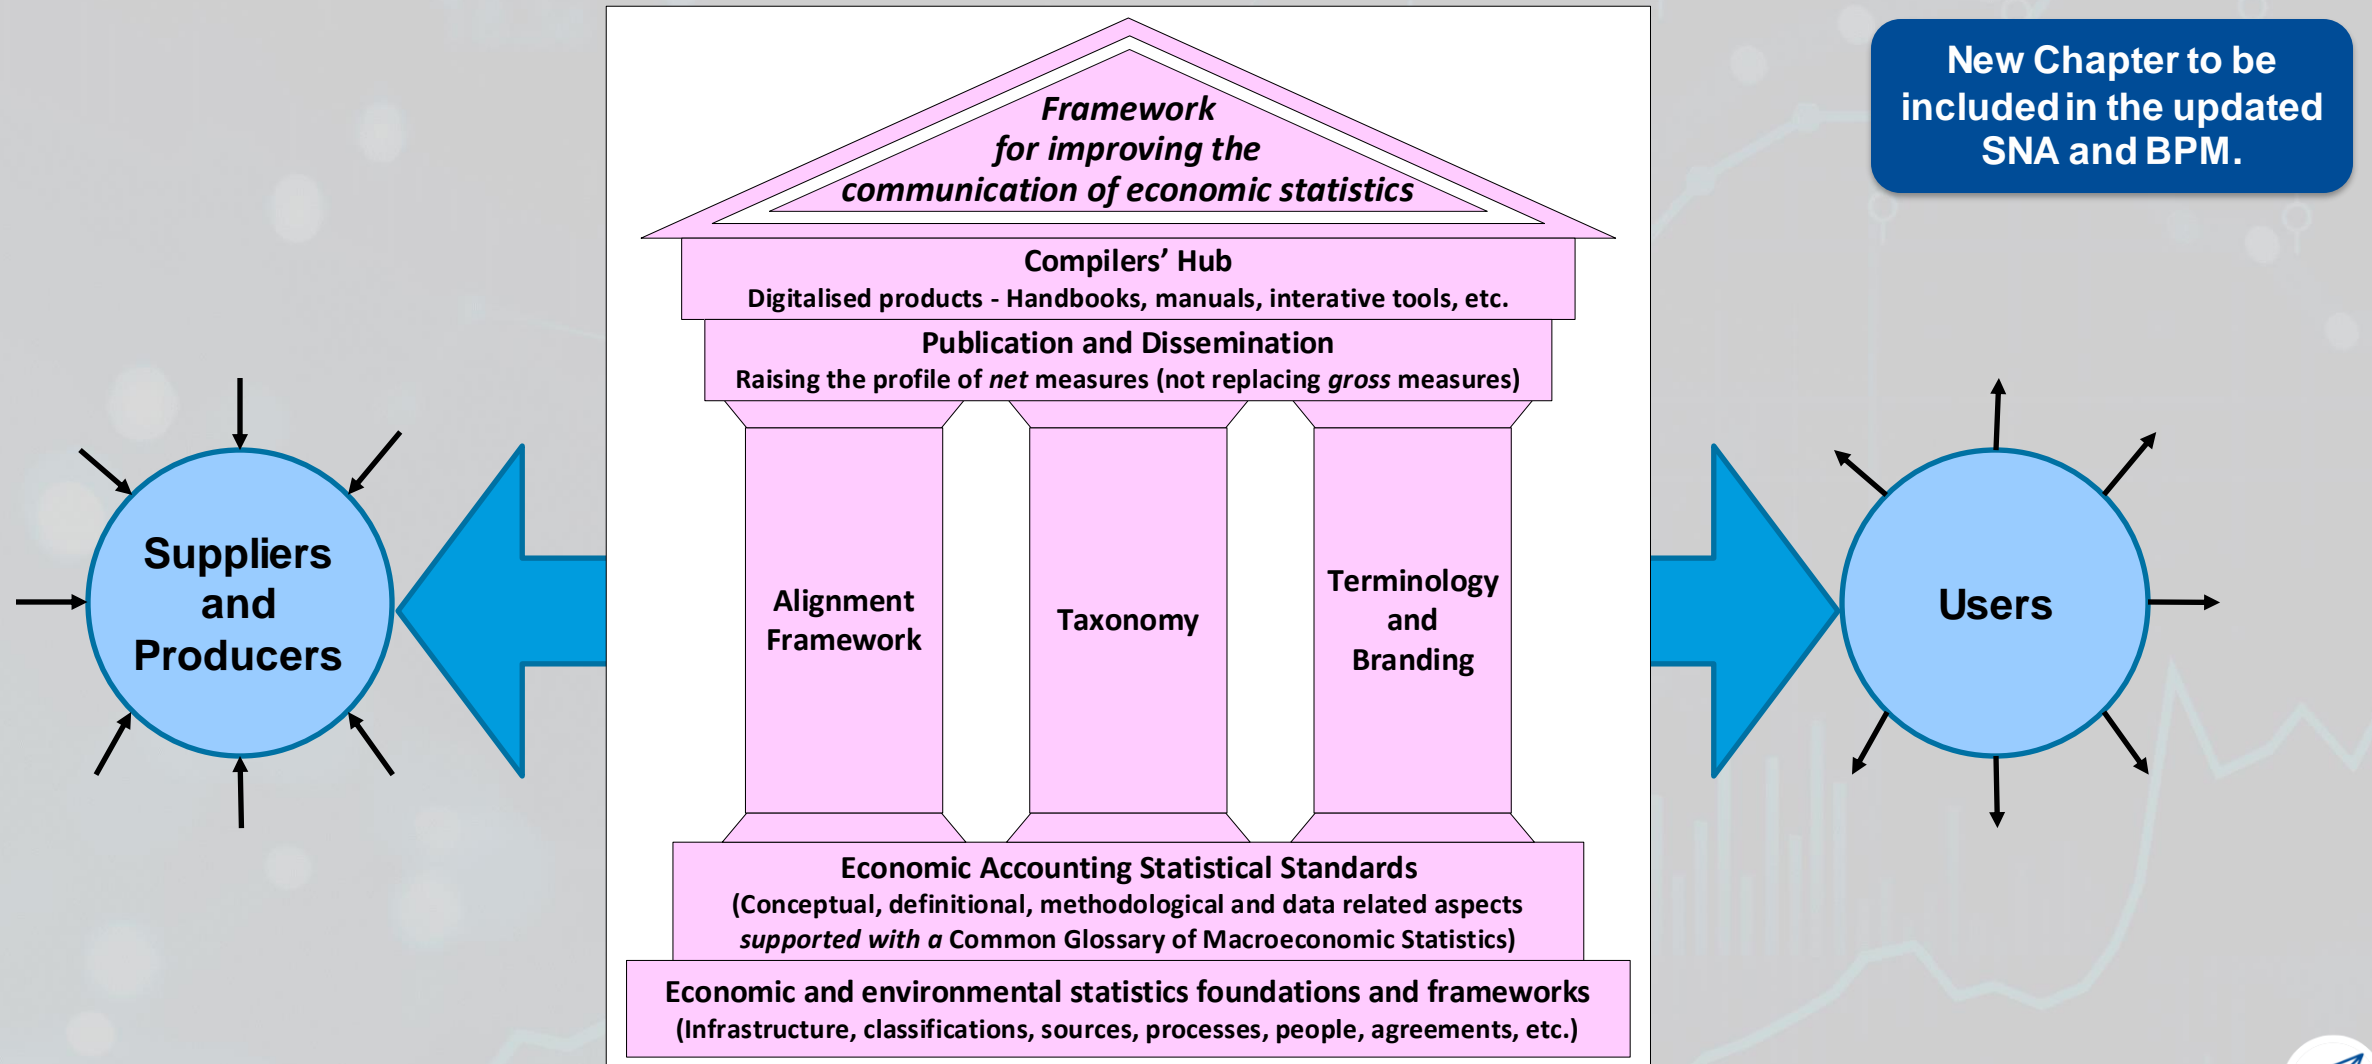 New Chapter to be
included in the updated
SNA and BPM.
Framework
for improving the
communication of economic statistics
Compilers’ Hub
Digitalised products - Handbooks, manuals, interative tools, etc.
Publication and Dissemination
Raising the profile of net measures (not replacing gross measures)
Suppliers
and
Producers
Alignment
Framework
Taxonomy
Terminology
and
Branding
Users
Economic Accounting Statistical Standards
(Conceptual, definitional, methodological and data related aspects
supported with a Common Glossary of Macroeconomic Statistics)
Economic and environmental statistics foundations and frameworks
(Infrastructure, classifications, sources, processes, people, agreements, etc.)